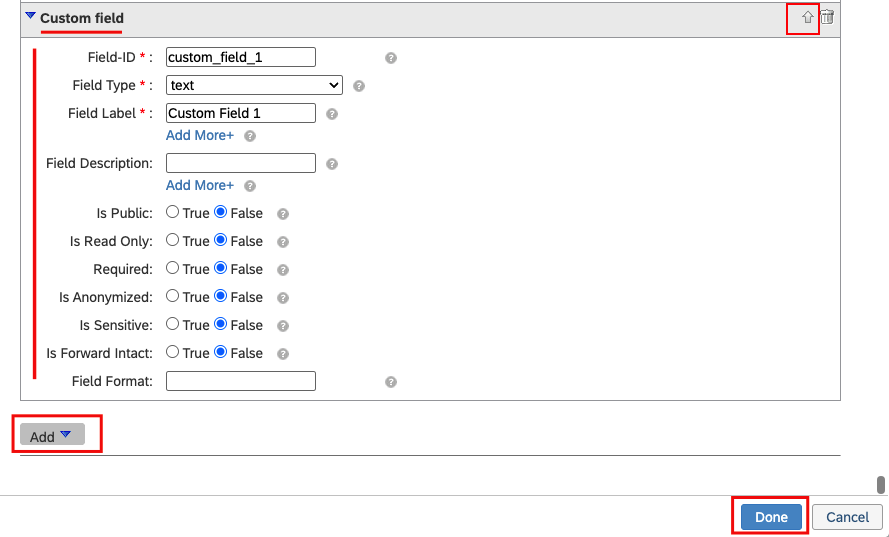 Custom field
Field-ID * : custom_field_1 ?
Field Type * : text ?
Field Label * : Custom Field 1 ?
Add More+ ?
Field Description: ?
Add More+ ?
Is Public: True False ?
Is Read Only: True False ?
Required: True False ?
Is Anonymized: True False ?
Is Sensitive: True False ?
Is Forward Intact: True False ?
Field Format: ?
Add
Done Cancel